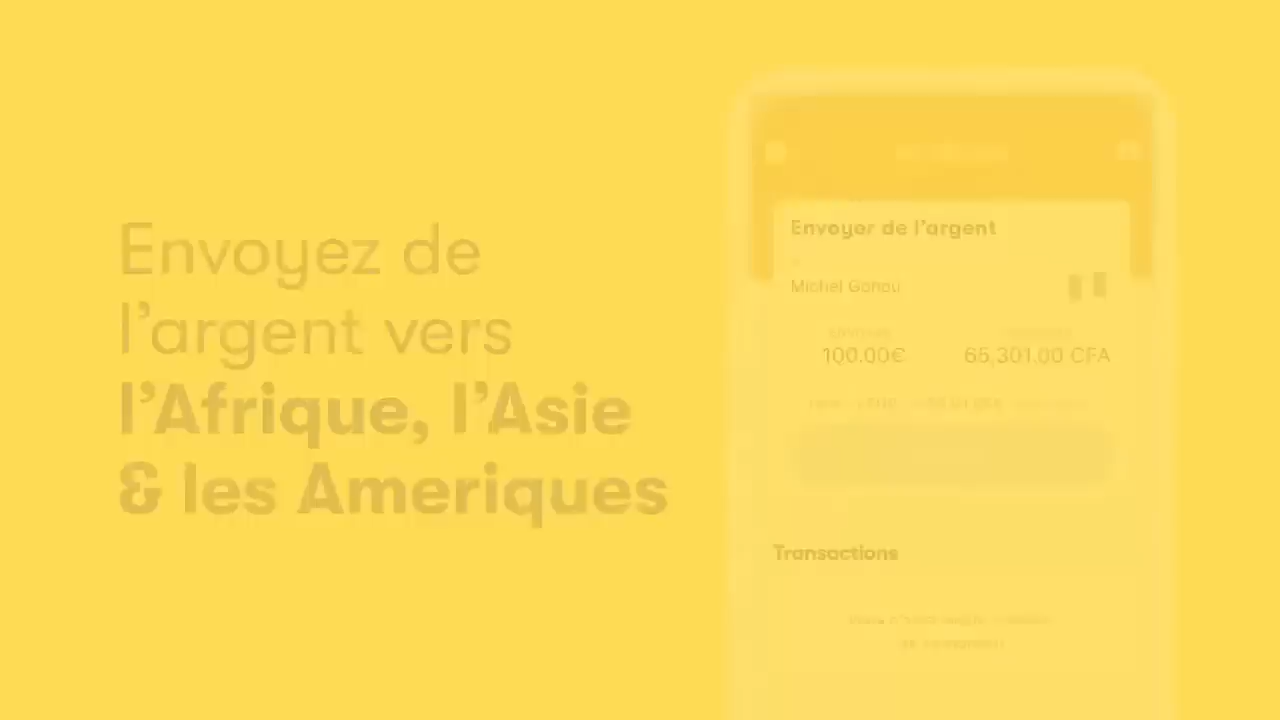 Envoyez de
l'argent vers
l'Afrique, l'Asie
& les Ameriques
Envoyer de l'argent
Michel
100.00€ 65,301.00 CFA
Transactions